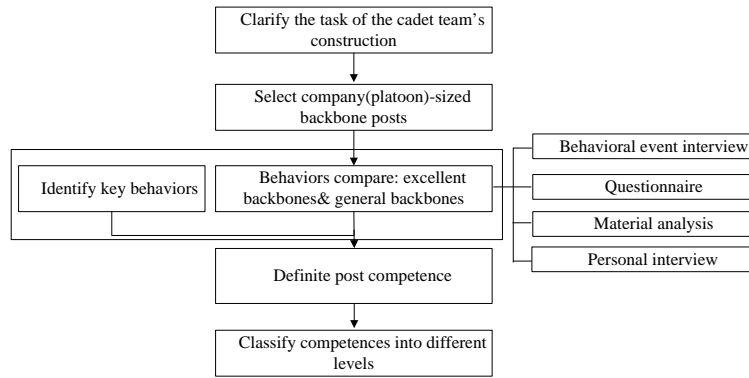 Clarify the task of the cadet team's
construction
Select company(platoon)-sized
backbone posts
Identify key behaviors
Behaviors compare: excellent
backbones& general backbones
Behavioral event interview
Questionnaire
Material analysis
Personal interview
Definite post competence
Classify competences into different
levels